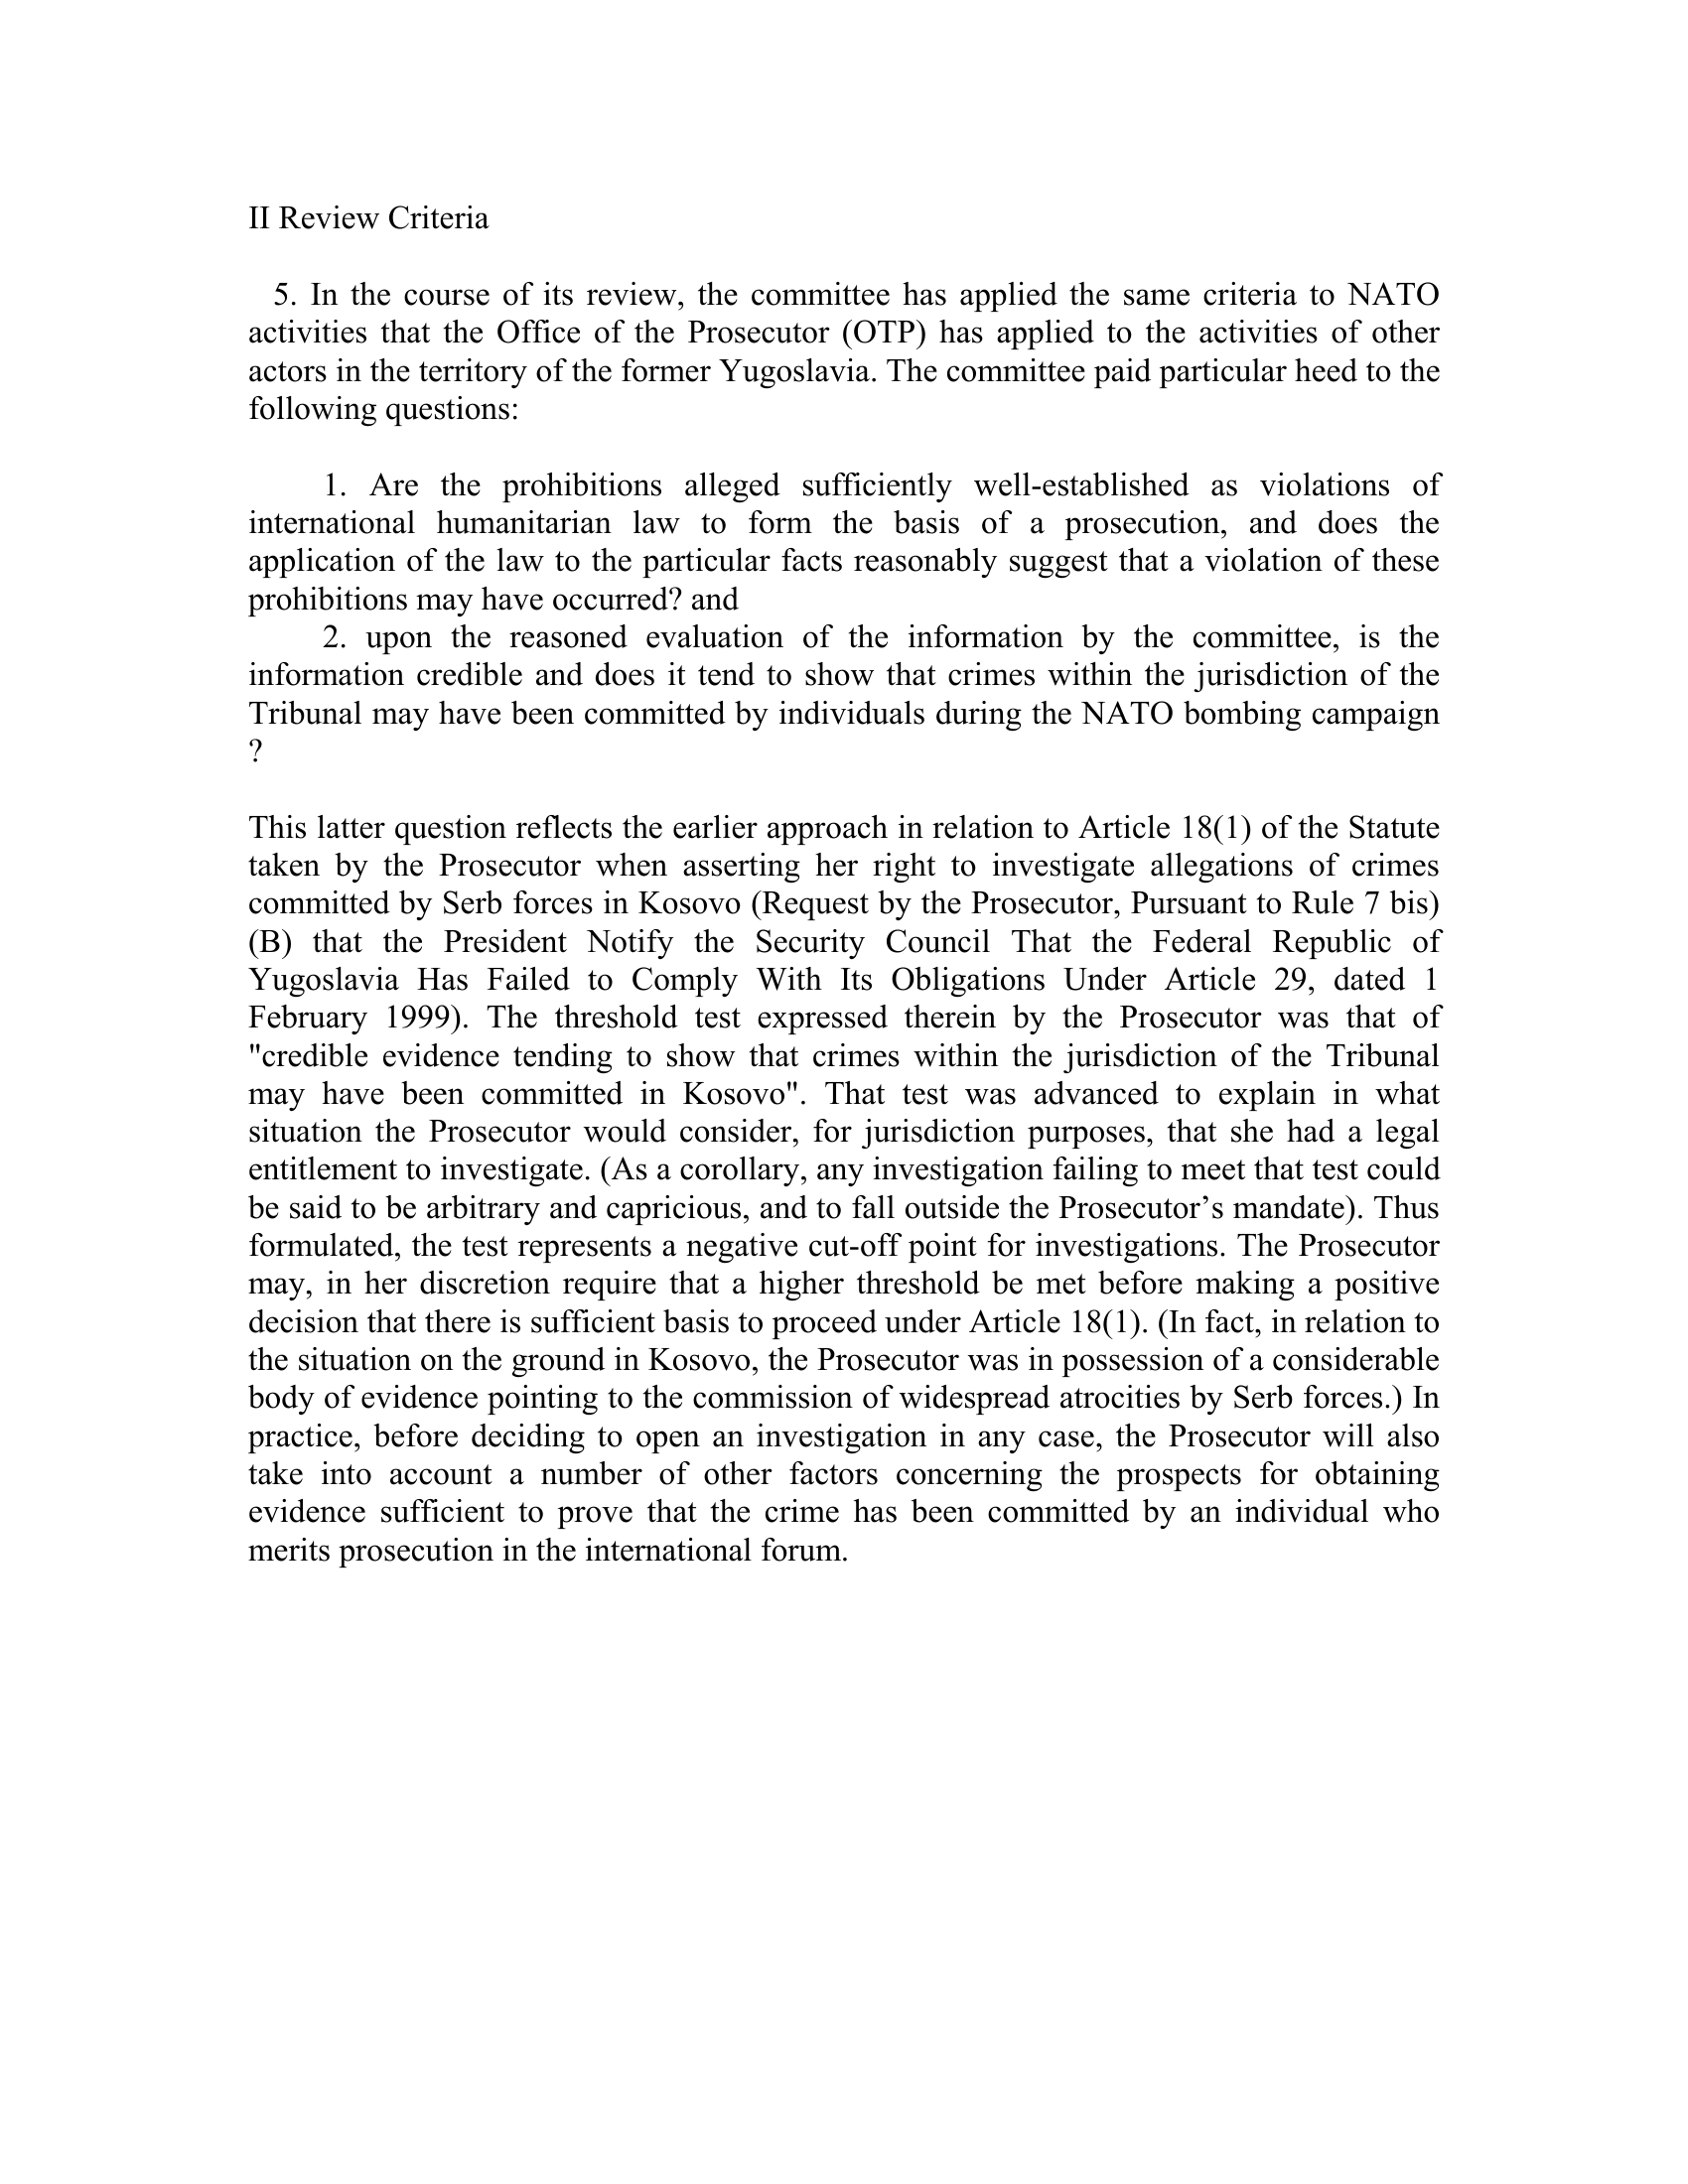 II Review Criteria
5. In the course of its review, the committee has applied the same criteria to NATO
activities that the Office of the Prosecutor (OTP) has applied to the activities of other
actors in the territory of the former Yugoslavia. The committee paid particular heed to the
following questions:
1. Are the prohibitions alleged sufficiently well-established as violations of
international humanitarian law to form the basis of a prosecution, and does the
application of the law to the particular facts reasonably suggest that a violation of these
prohibitions may have occurred? and
2. upon the reasoned evaluation of the information by the committee, is the
information credible and does it tend to show that crimes within the jurisdiction of the
Tribunal may have been committed by individuals during the NATO bombing campaign
?
This latter question reflects the earlier approach in relation to Article 18(1) of the Statute
taken by the Prosecutor when asserting her right to investigate allegations of crimes
committed by Serb forces in Kosovo (Request by the Prosecutor, Pursuant to Rule 7 bis)
(B) that the President Notify the Security Council That the Federal Republic of
Yugoslavia Has Failed to Comply With Its Obligations Under Article 29, dated 1
February 1999). The threshold test expressed therein by the Prosecutor was that of
"credible evidence tending to show that crimes within the jurisdiction of the Tribunal
may have been committed in Kosovo". That test was advanced to explain in what
situation the Prosecutor would consider, for jurisdiction purposes, that she had a legal
entitlement to investigate. (As a corollary, any investigation failing to meet that test could
be said to be arbitrary and capricious, and to fall outside the Prosecutor’s mandate). Thus
formulated, the test represents a negative cut-off point for investigations. The Prosecutor
may, in her discretion require that a higher threshold be met before making a positive
decision that there is sufficient basis to proceed under Article 18(1). (In fact, in relation to
the situation on the ground in Kosovo, the Prosecutor was in possession of a considerable
body of evidence pointing to the commission of widespread atrocities by Serb forces.) In
practice, before deciding to open an investigation in any case, the Prosecutor will also
take into account a number of other factors concerning the prospects for obtaining
evidence sufficient to prove that the crime has been committed by an individual who
merits prosecution in the international forum.